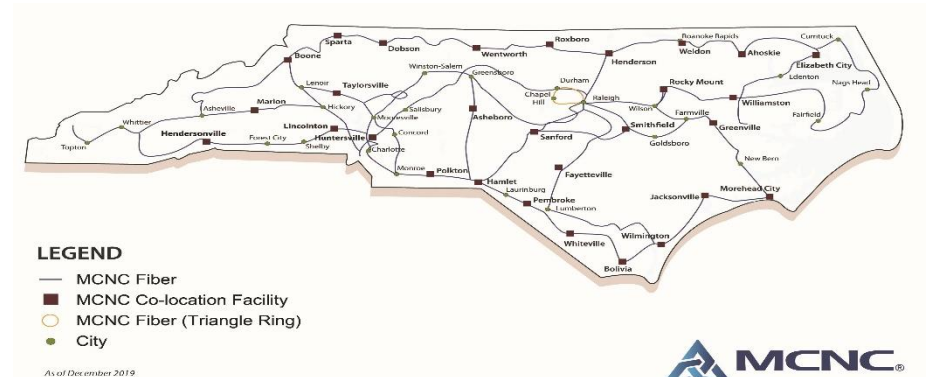 Sparta
Dobson
Wentworth
Roxboro
Roanoke Rapids
Weldon
Ahoskie
Currituck
Boone
Henderson
Elizabeth City
Winston-Salem
Greensboro
Durham
Edenton
Nags Head
Lenoir
Taylorsville
Chapel
Hill
Raleigh
Rocky Mount
Wilson
Williamston
Fairfield
Asheville
Marion
Hickory
Salisbury
Mooresville
Asheboro
Whittier
Lincolnton
Concord
Sanford
Smithfield
Farmville
Greenville
Hendersonville
Forest City
Huntersville
Goldsboro
Topton
Shelby
Charlotte
Monroe
Polkton
Hamlet
Fayetteville
New Bern
Laurinburg
Pembroke
Lumberton
Jacksonville
Morehead City
Whiteville
Wilmington
Bolivia
LEGEND
MCNC Fiber
MCNC Co-location Facility
MCNC Fiber (Triangle Ring)
City
As of December 2019
MCNC®